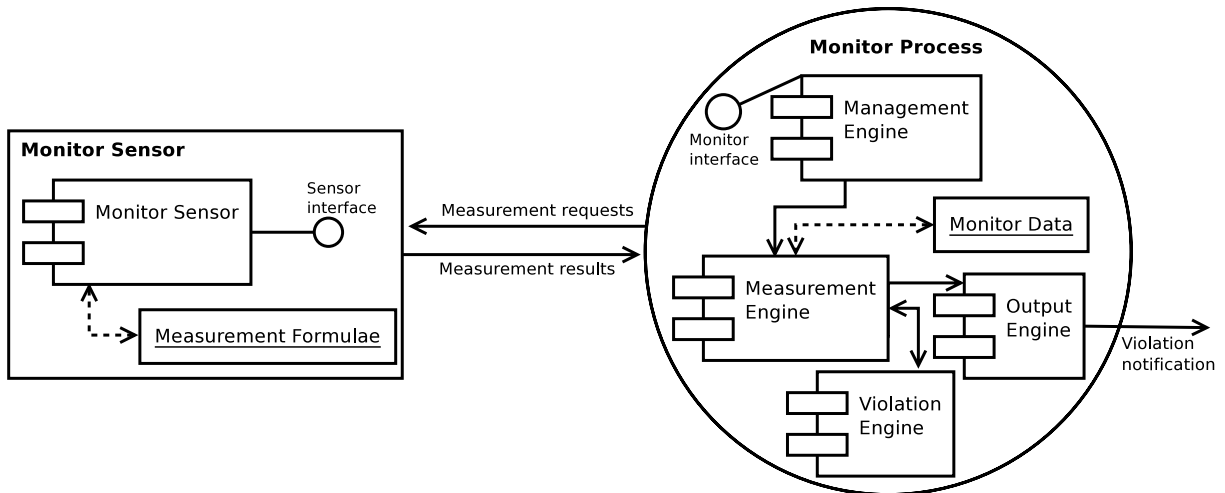 Monitor Process
Management
Engine
Monitor
interface
Monitor Sensor
Monitor Sensor
Sensor
interface
Measurement Formulae
Measurement requests
Measurement results
Monitor Data
Measurement
Engine
Output
Engine
Violation
Engine
Violation
notification